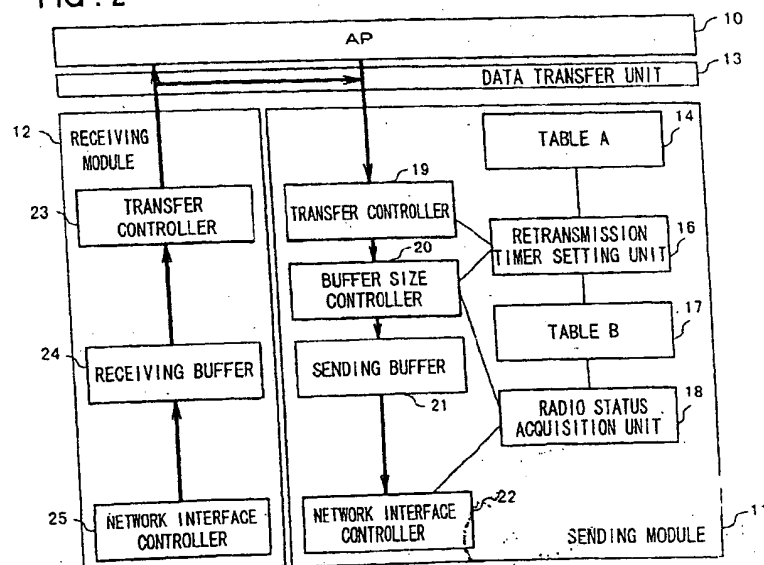 FIG. 2
10
AP
13
DATA TRANSFER UNIT
12
RECEIVING
MODULE
23
TRANSFER
CONTROLLER
24
RECEIVING BUFFER
25
NETWORK INTERFACE
CONTROLLER
19
TRANSFER CONTROLLER
20
BUFFER SIZE
CONTROLLER
SENDING BUFFER
21
NETWORK INTERFACE
CONTROLLER
22
14
TABLE A
RETRANSMISSION
TIMER SETTING UNIT
16
TABLE B
17
RADIO STATUS
ACQUISITION UNIT
18
SENDING MODULE